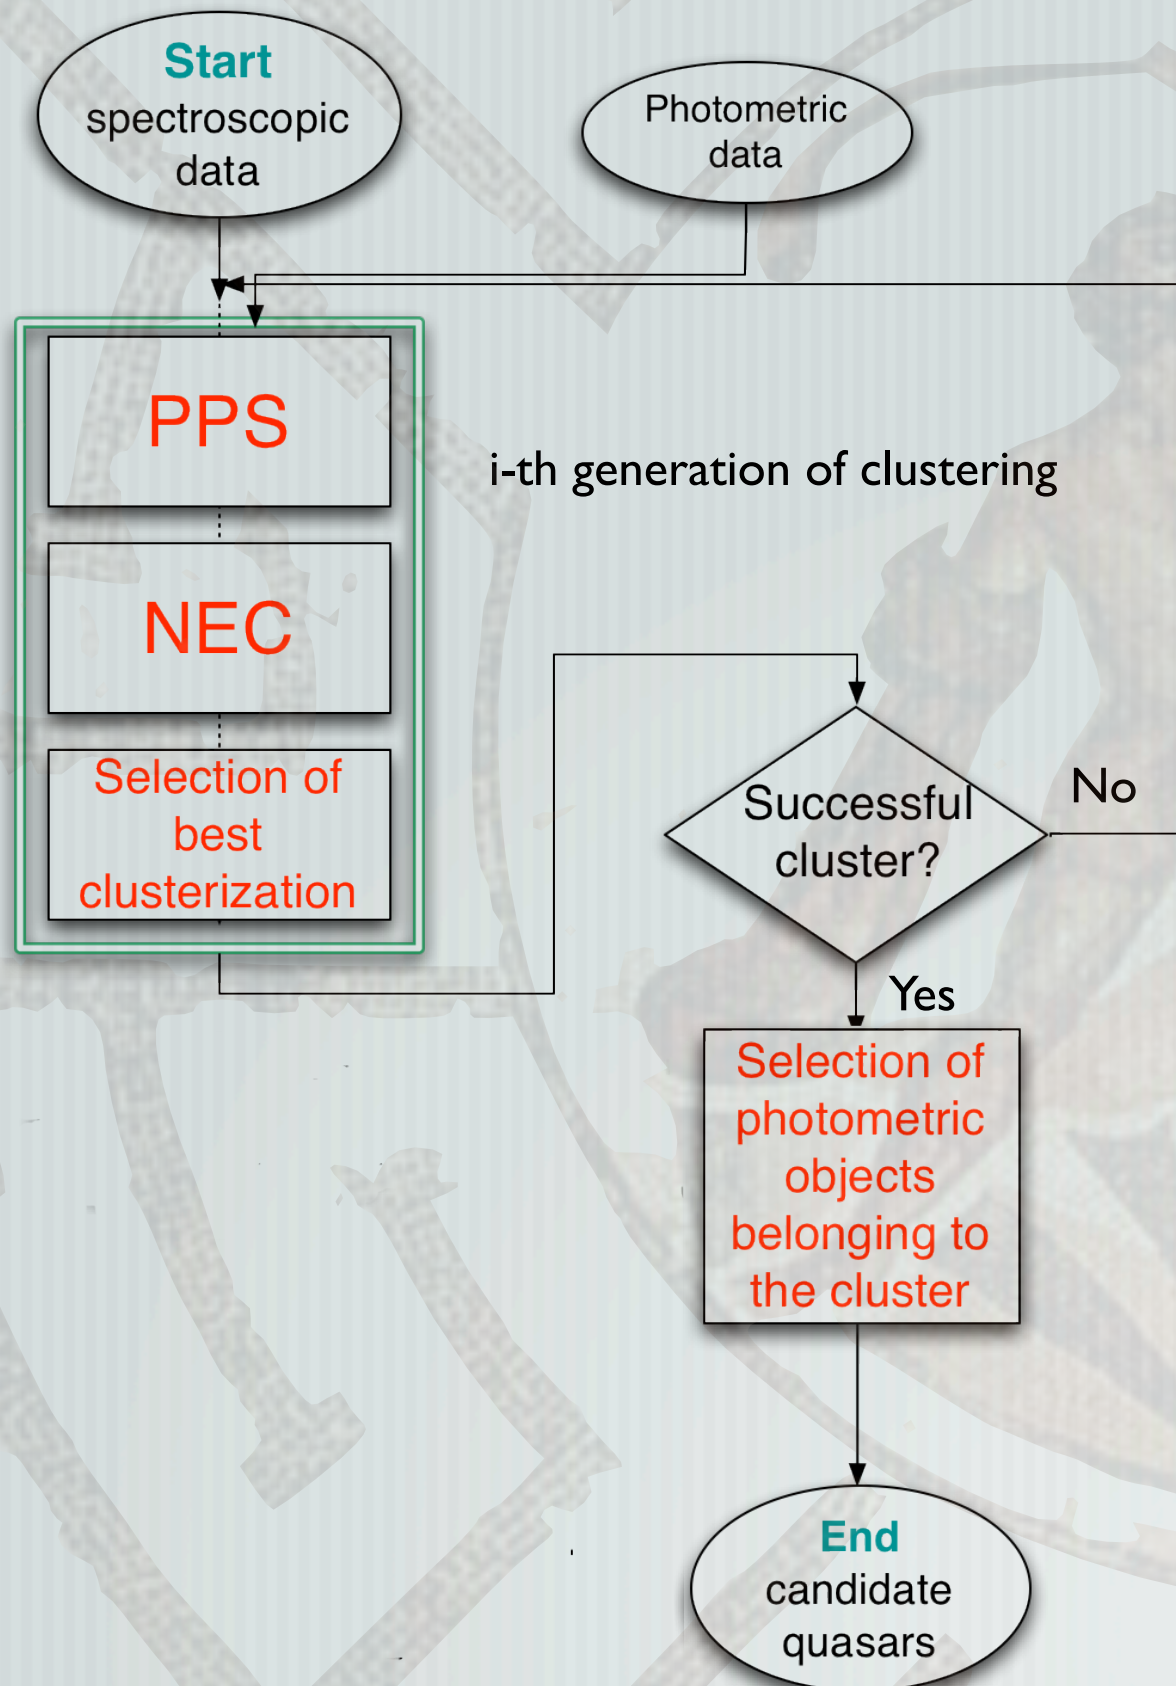 Start
spectroscopic
data
Photometric
data
PPS
i-th generation of clustering
NEC
Selection of
best
clusterization
Successful
cluster?
No
Yes
Selection of
photometric
objects
belonging to
the cluster
End
candidate
quasars